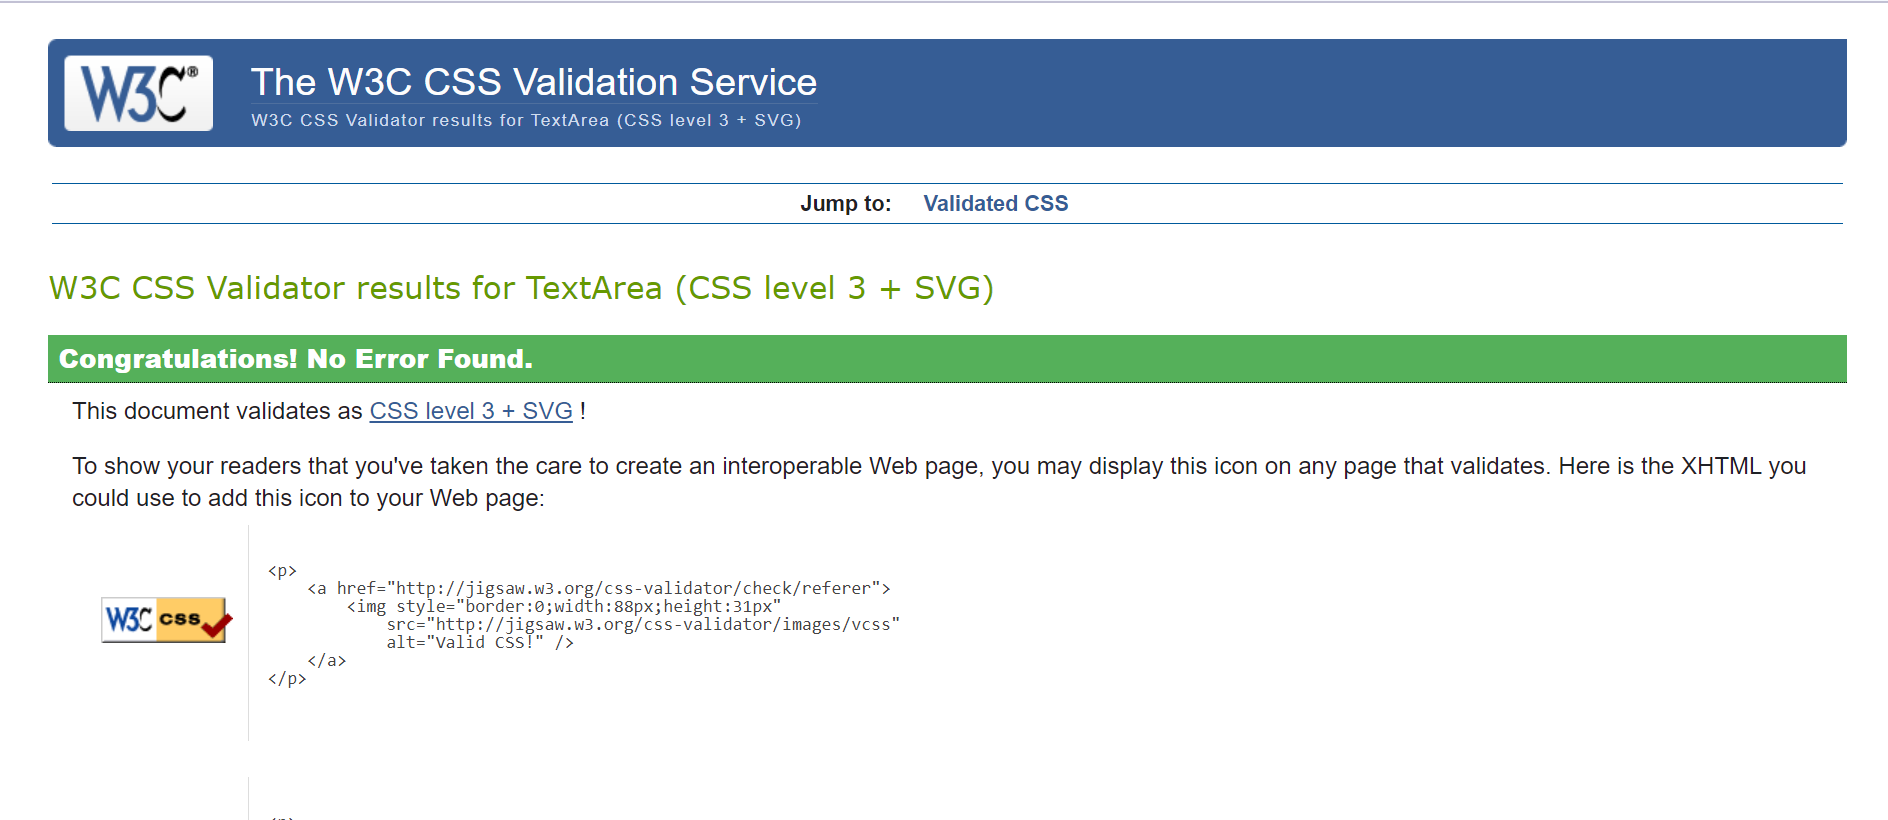 W3C®
The W3C CSS Validation Service
W3C CSS Validator results for TextArea (CSS level 3 + SVG)
Jump to: Validated CSS
W3C CSS Validator results for TextArea (CSS level 3 + SVG)
Congratulations! No Error Found.
This document validates as CSS level 3 + SVG !
To show your readers that you've taken the care to create an interoperable Web page, you may display this icon on any page that validates. Here is the XHTML you
could use to add this icon to your Web page:
W3C css
<p>
<a href="http://jigsaw.w3.org/css-validator/check/referer">
<img style="border:0;width:88px;height:31px"
src="http://jigsaw.w3.org/css-validator/images/vcss"
alt="Valid CSS!" />
</a>
</p>